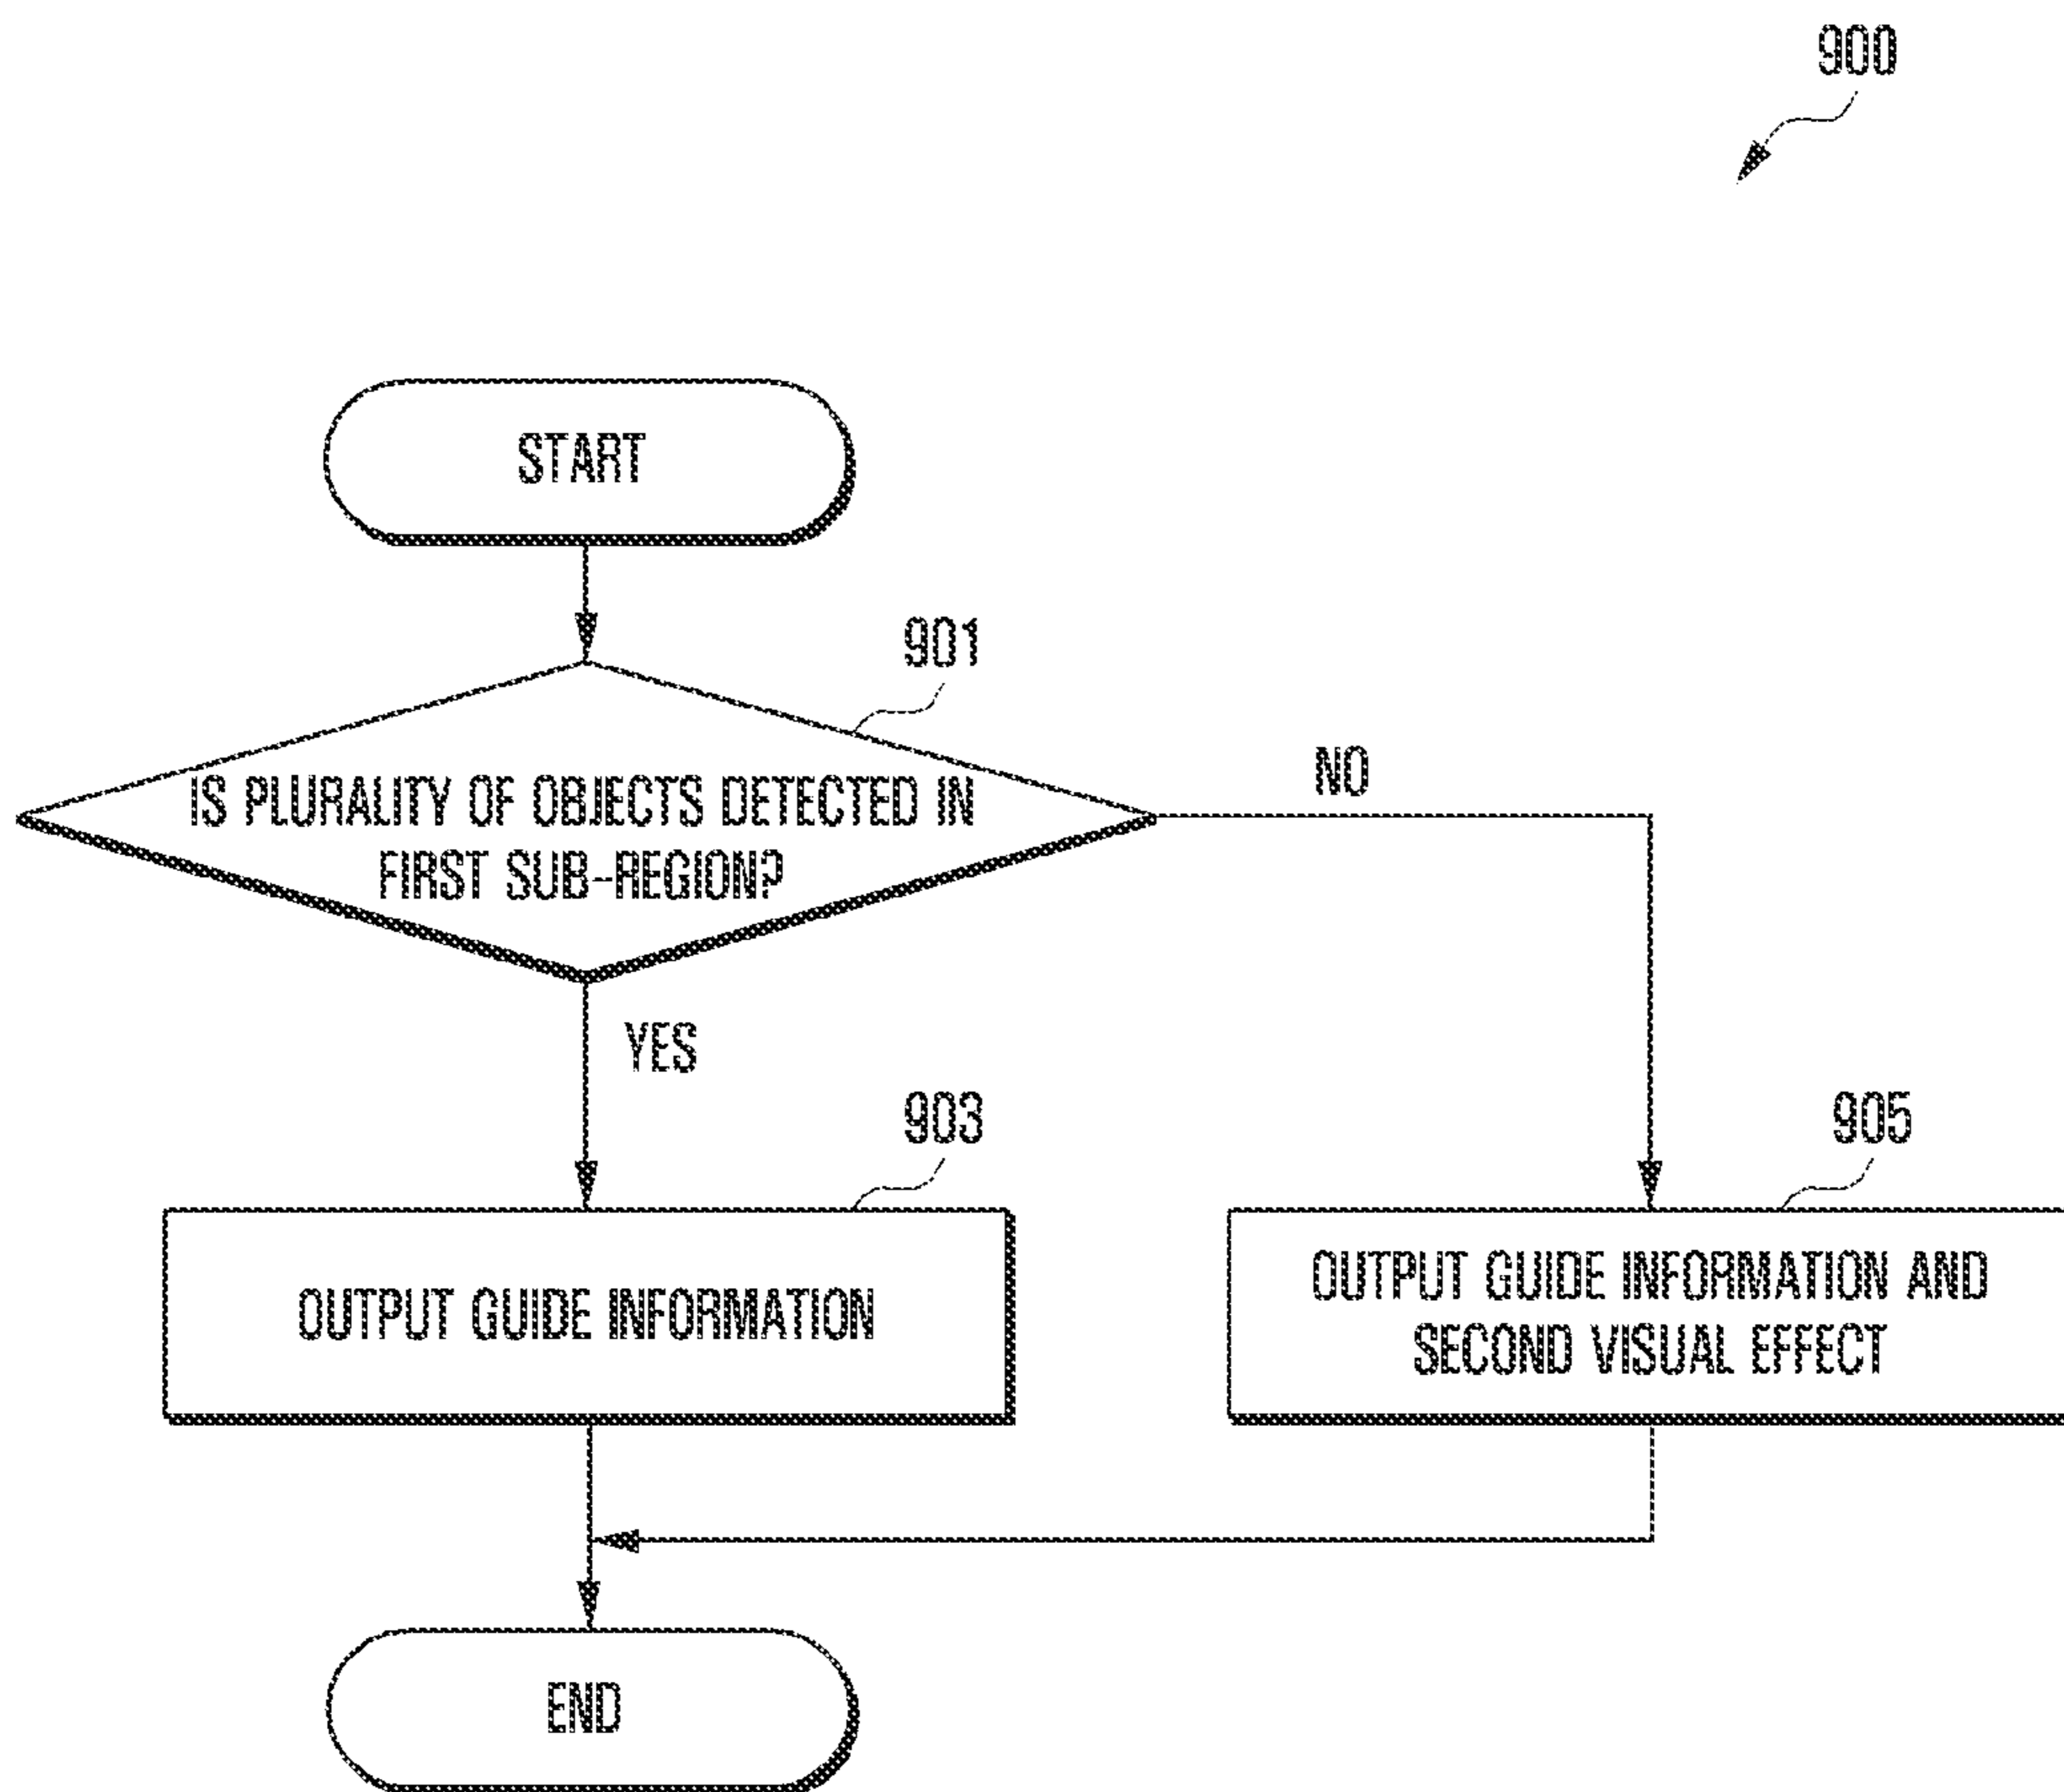 900
START
901
IS PLURALITY OF OBJECTS DETECTED IN
FIRST SUB-REGION?
NO
YES
903
OUTPUT GUIDE INFORMATION
905
OUTPUT GUIDE INFORMATION AND
SECOND VISUAL EFFECT
END